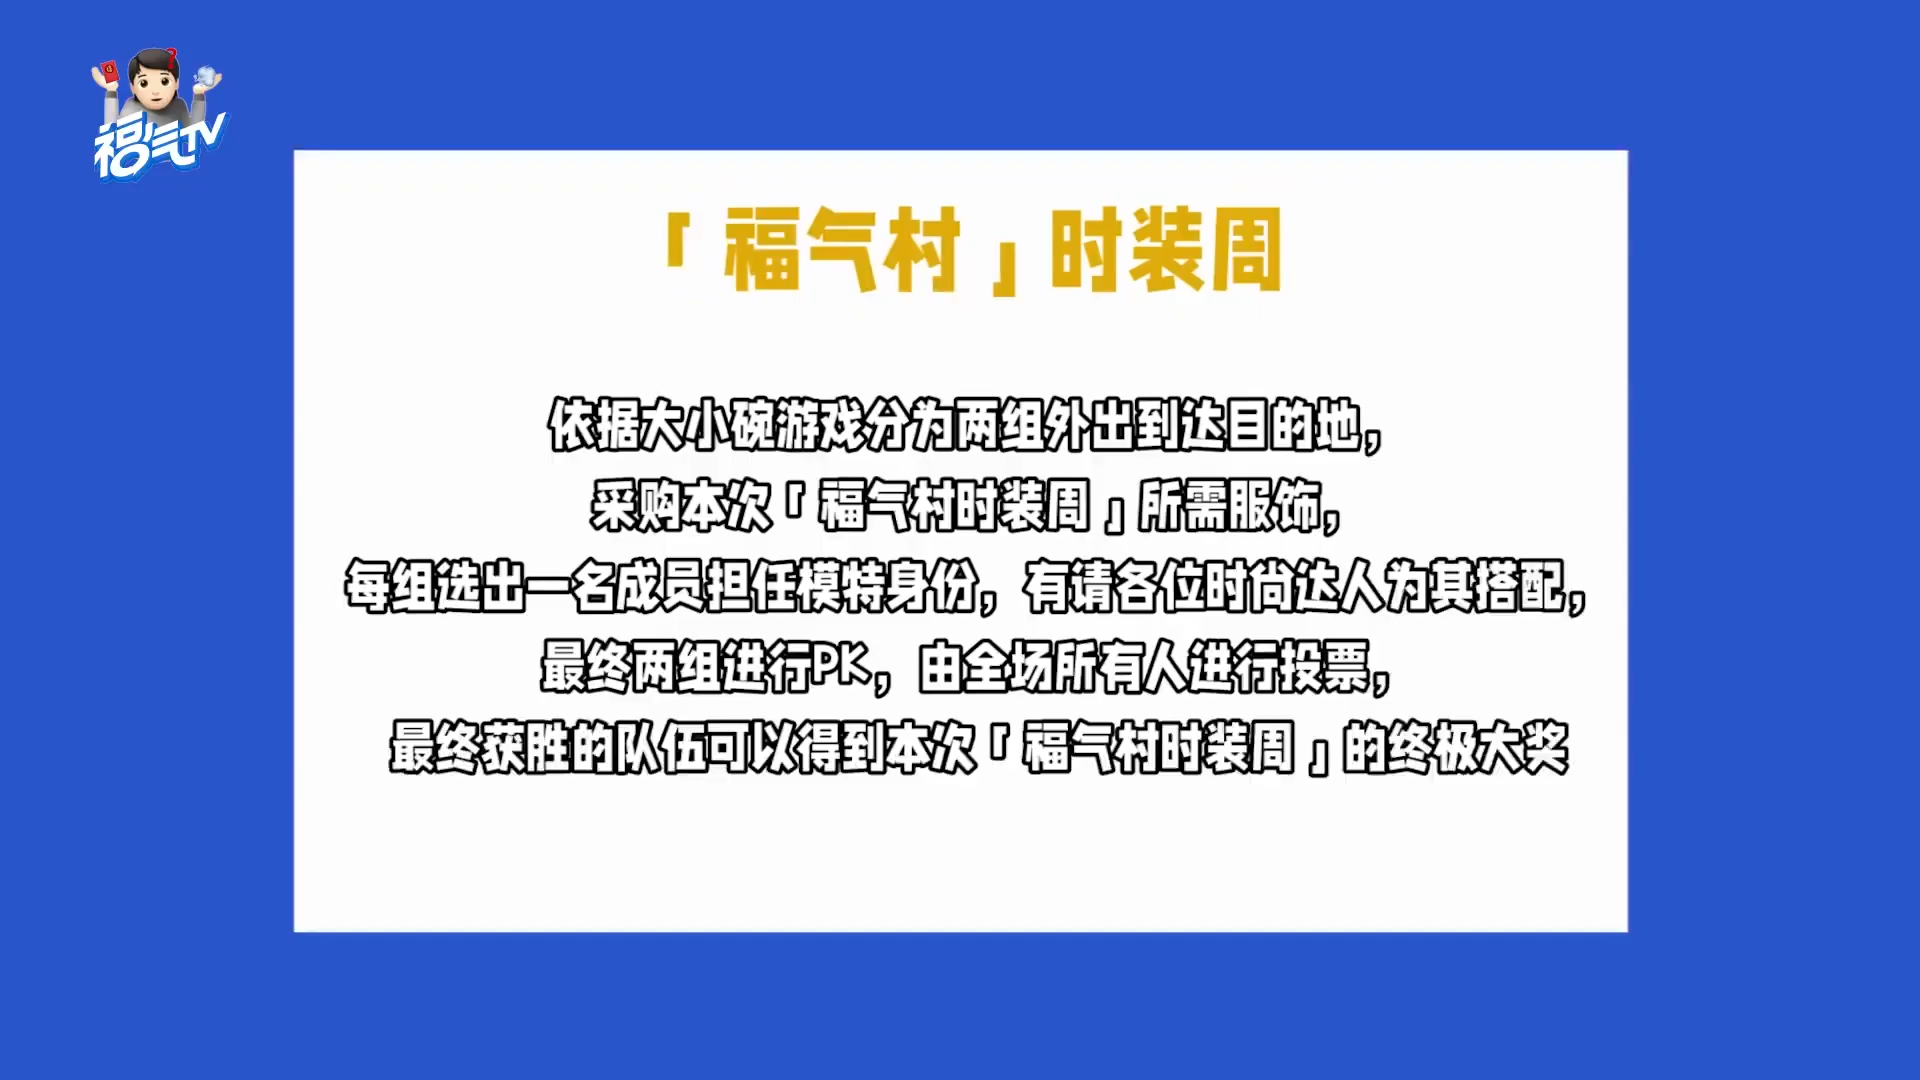 福气TV
「福气村」时装周
依据大小碗游戏分为两组外出到达目的地，
采购本次「福气村时装周」所需服饰，
每组选出一名成员担任模特身份，有请各位时尚达人为其搭配，
最终两组进行PK，由全场所有人进行投票，
最终获胜的队伍可以得到本次「福气村时装周」的终极大奖